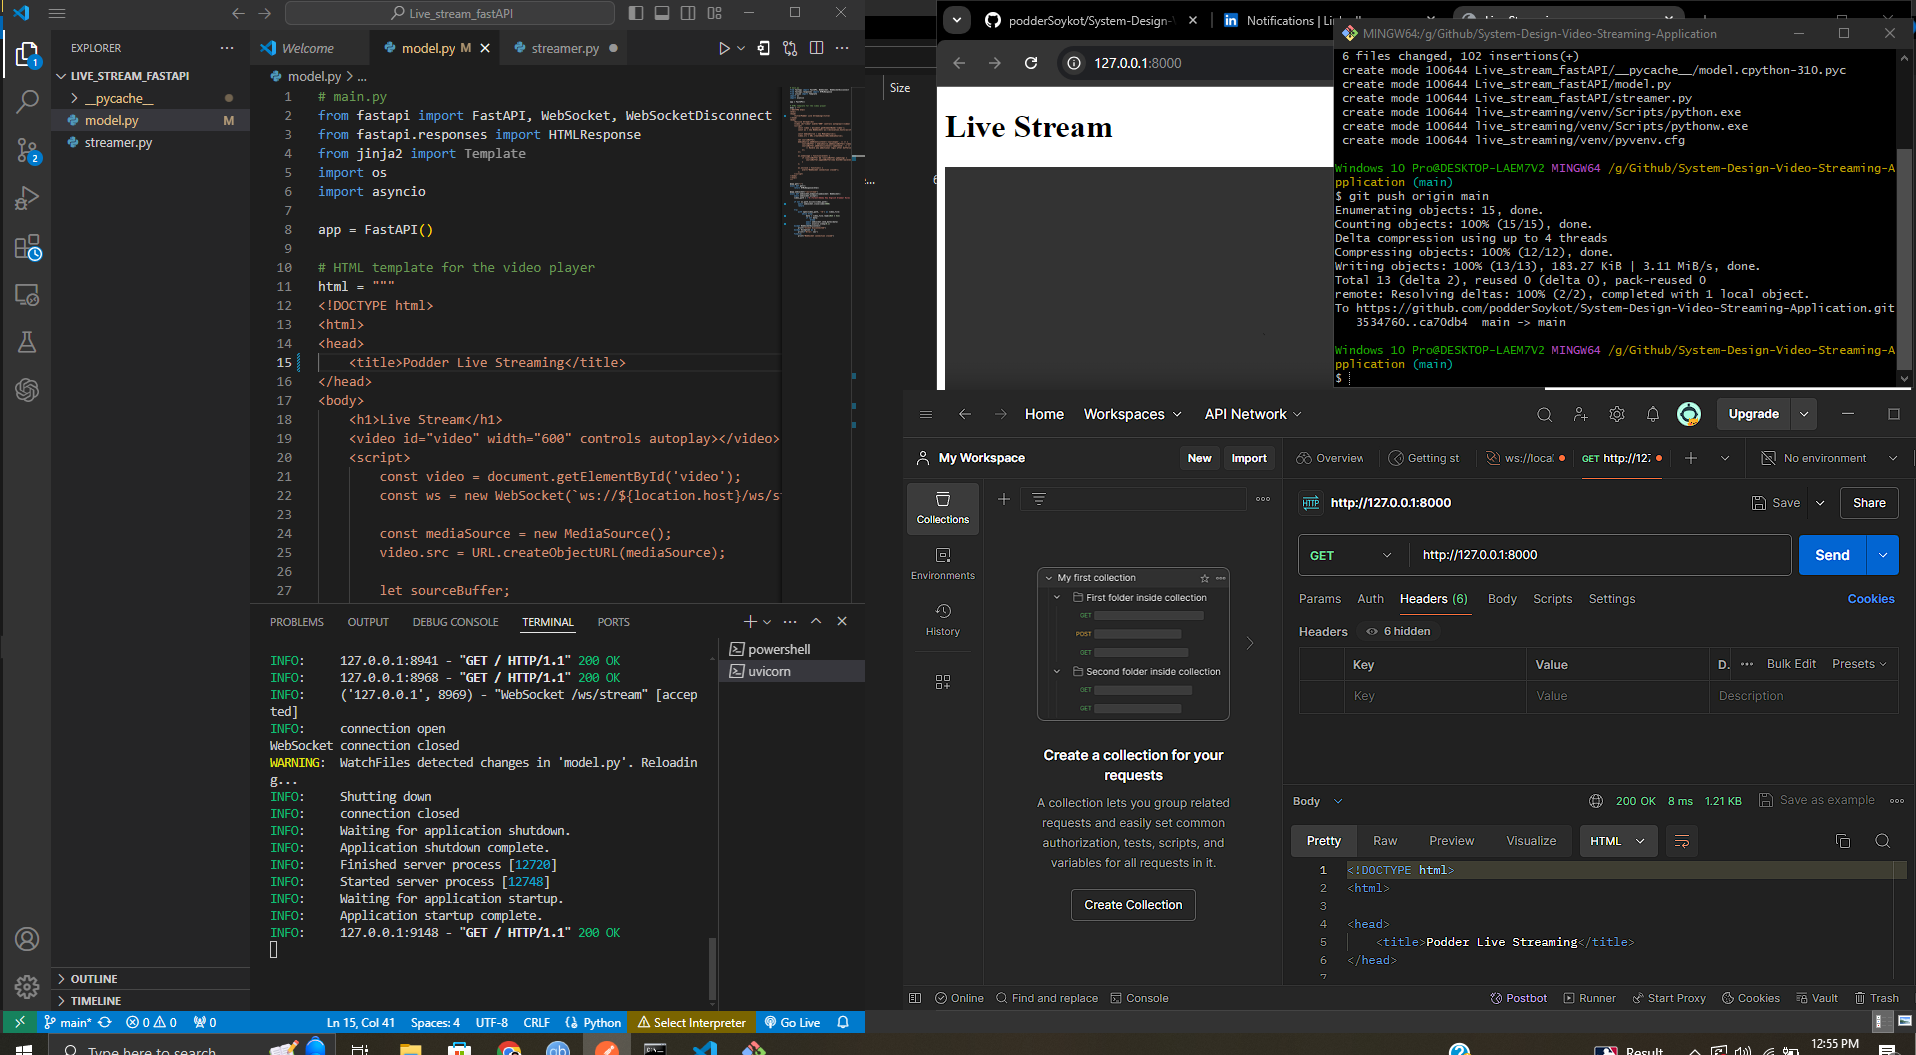 Live_stream_fastAPI
EXPLORER
LIVE_STREAM_FASTAPI
__pycache__
model.py M
streamer.py
OUTLINE
TIMELINE
Welcome
model.py M
streamer.py
model.py > ...
1 # main.py
2 from fastapi import FastAPI, WebSocket, WebSocketDisconnect
3 from fastapi.responses import HTMLResponse
4 from jinja2 import Template
5 import os
6 import asyncio
7
8 app = FastAPI()
9
10 # HTML template for the video player
11 html = """
12 <!DOCTYPE html>
13 <html>
14 <head>
15 <title>Podder Live Streaming</title>
16 </head>
17 <body>
18 <h1>Live Stream</h1>
19 <video id="video" width="600" controls autoplay></video>
20 <script>
21 const video = document.getElementById('video');
22 const ws = new WebSocket(`ws://${location.host}/ws/s
23
24 const mediaSource = new MediaSource();
25 video.src = URL.createObjectURL(mediaSource);
26
27 let sourceBuffer;
PROBLEMS OUTPUT DEBUG CONSOLE TERMINAL PORTS
powershell
uvicorn
INFO: 127.0.0.1:8941 - "GET / HTTP/1.1" 200 OK
INFO: 127.0.0.1:8968 - "GET / HTTP/1.1" 200 OK
INFO: ('127.0.0.1', 8969) - "WebSocket /ws/stream" [accep
ted]
INFO: connection open
WebSocket connection closed
WARNING: WatchFiles detected changes in 'model.py'. Reloadin
g...
INFO: Shutting down
INFO: connection closed
INFO: Waiting for application shutdown.
INFO: Application shutdown complete.
INFO: Finished server process [12720]
INFO: Started server process [12748]
INFO: Waiting for application startup.
INFO: Application startup complete.
INFO: 127.0.0.1:9148 - "GET / HTTP/1.1" 200 OK
main* 0 0 0 Ln 15, Col 41 Spaces: 4 UTF-8 CRLF Python Select Interpreter Go Live
Size
podderSoykot/System-Design-
Notifications |
127.0.0.1:8000
Live Stream
MINGW64:/g/Github/System-Design-Video-Streaming-Application
6 files changed, 102 insertions(+)
create mode 100644 Live_stream_fastAPI/__pycache__/model.cpython-310.pyc
create mode 100644 Live_stream_fastAPI/model.py
create mode 100644 Live_stream_fastAPI/streamer.py
create mode 100644 live_streaming/venv/Scripts/python.exe
create mode 100644 live_streaming/venv/Scripts/pythonw.exe
create mode 100644 live_streaming/venv/pyvenv.cfg
Windows 10 Pro@DESKTOP-LAEM7V2 MINGW64 /g/Github/System-Design-Video-Streaming-A
pplication (main)
$ git push origin main
Enumerating objects: 15, done.
Counting objects: 100% (15/15), done.
Delta compression using up to 4 threads
Compressing objects: 100% (12/12), done.
Writing objects: 100% (13/13), 183.27 KiB | 3.11 MiB/s, done.
Total 13 (delta 2), reused 0 (delta 0), pack-reused 0
remote: Resolving deltas: 100% (2/2), completed with 1 local object.
To https://github.com/podderSoykot/System-Design-Video-Streaming-Application.git
3534760..ca70db4 main -> main
Windows 10 Pro@DESKTOP-LAEM7V2 MINGW64 /g/Github/System-Design-Video-Streaming-A
pplication (main)
$
Home Workspaces API Network Upgrade
My Workspace New Import
Overview Getting st ws://local GET http://127 No environment
Collections
Environments
History
My first collection
First folder inside collection
GET
POST
GET
Second folder inside collection
GET
GET
Create a collection for your
requests
A collection lets you group related
requests and easily set common
authorization, tests, scripts, and
variables for all requests in it.
Create Collection
HTTP http://127.0.0.1:8000 Save Share
GET http://127.0.0.1:8000 Send
Params Auth Headers (6) Body Scripts Settings Cookies
Headers 6 hidden
Key Value D. Bulk Edit Presets
Key Value Description
Body 200 OK 8 ms 1.21 KB Save as example
Pretty Raw Preview Visualize HTML
1 <!DOCTYPE html>
2 <html>
3
4 <head>
5 <title>Podder Live Streaming</title>
6 </head>
7
Online Find and replace Console Postbot Runner Start Proxy Cookies Vault Trash
Type here to search
Result
12:55 PM